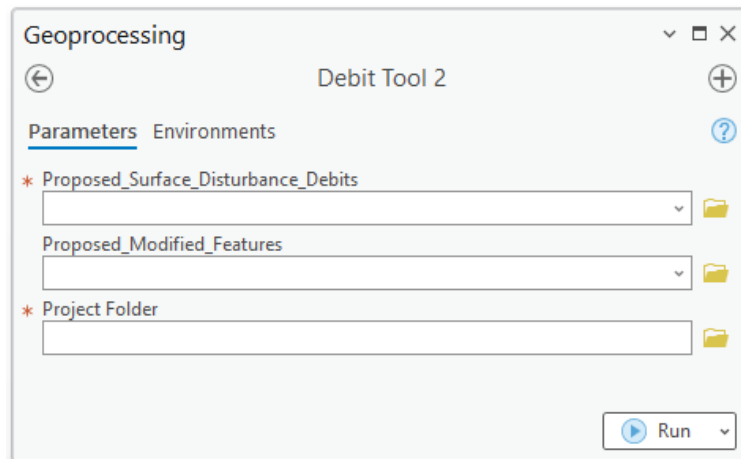 Geoprocessing
Debit Tool 2
Parameters Environments
* Proposed_Surface_Disturbance_Debits
Proposed_Modified_Features
* Project Folder
Run